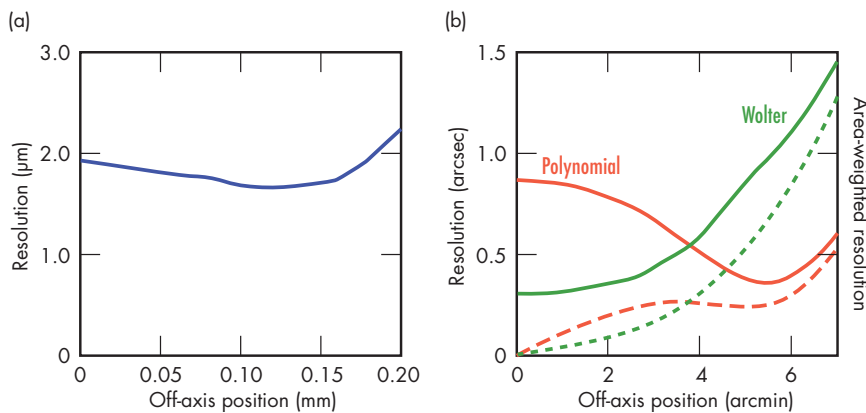 (a)
3.0
2.0
1.0
0
Resolution (µm)
0 0.05 0.10 0.15 0.20
Off-axis position (mm)
(b)
1.5
1.0
0.5
0
Resolution (arcsec)
Wolter
Polynomial
Area-weighted resolution
0 2 4 6
Off-axis position (arcmin)